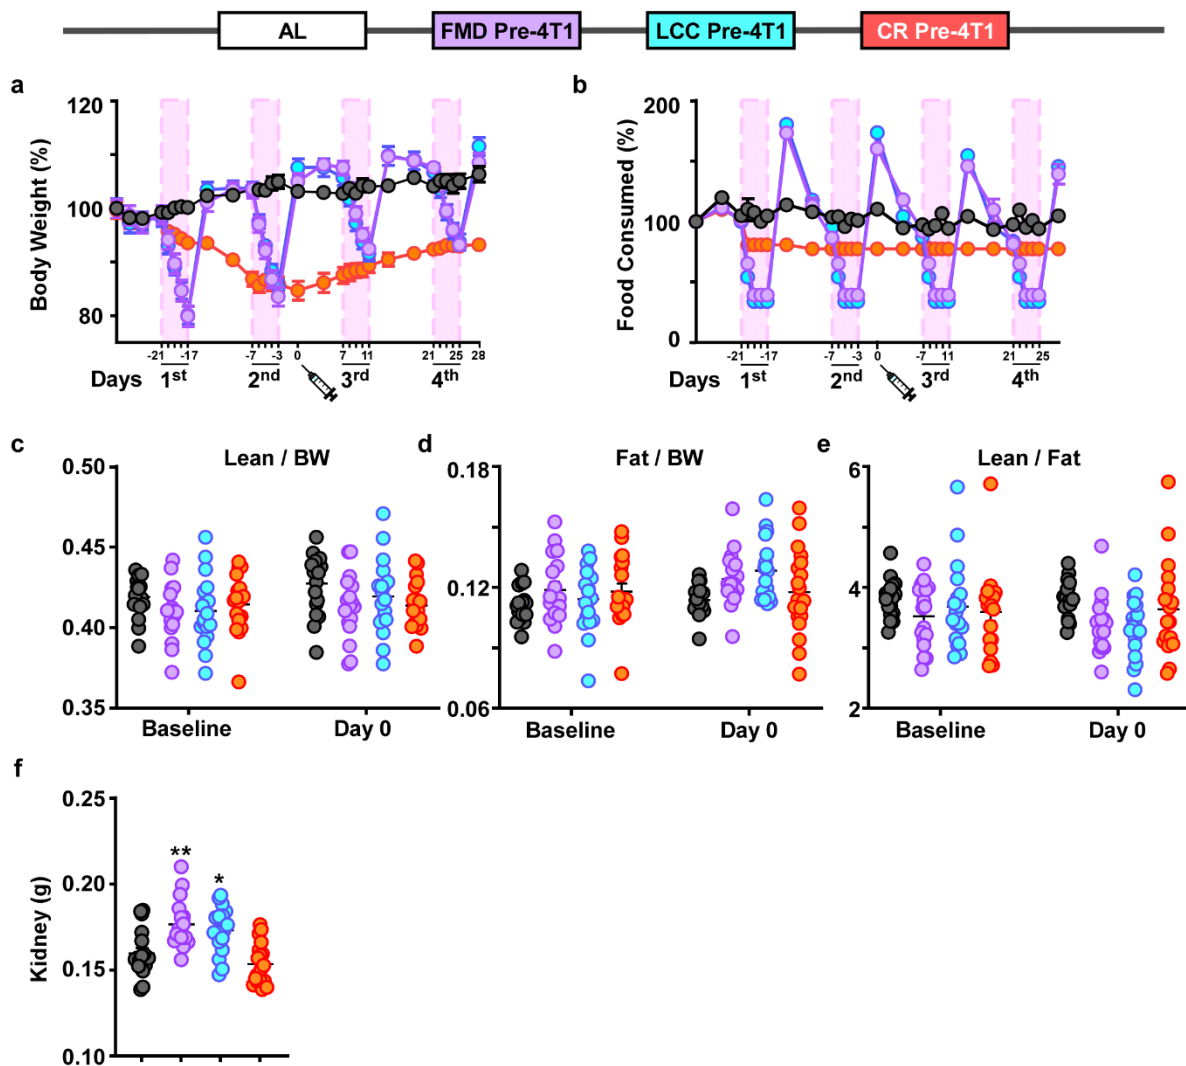 AL FMD Pre-4T1 LCC Pre-4T1 CR Pre-4T1
a
Body Weight (%)
120
100
80
-21 -17 -7 -3 0 7 11 21 25 28
Days 1st 2nd 3rd 4th
b
Food Consumed (%)
200
100
0
-21 -17 -7 -3 0 7 11 21 25
Days 1st 2nd 3rd 4th
c
Lean / BW
0.50
0.45
0.40
0.35
Baseline Day 0
d
Fat / BW
0.18
0.12
0.06
Baseline Day 0
e
Lean / Fat
6
4
2
Baseline Day 0
f
Kidney (g)
0.25
0.20
0.15
0.10
** *